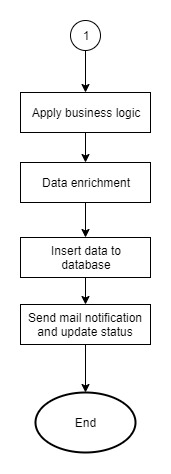 1
Apply business logic
Data enrichment
Insert data to
database
Send mail notification
and update status
End